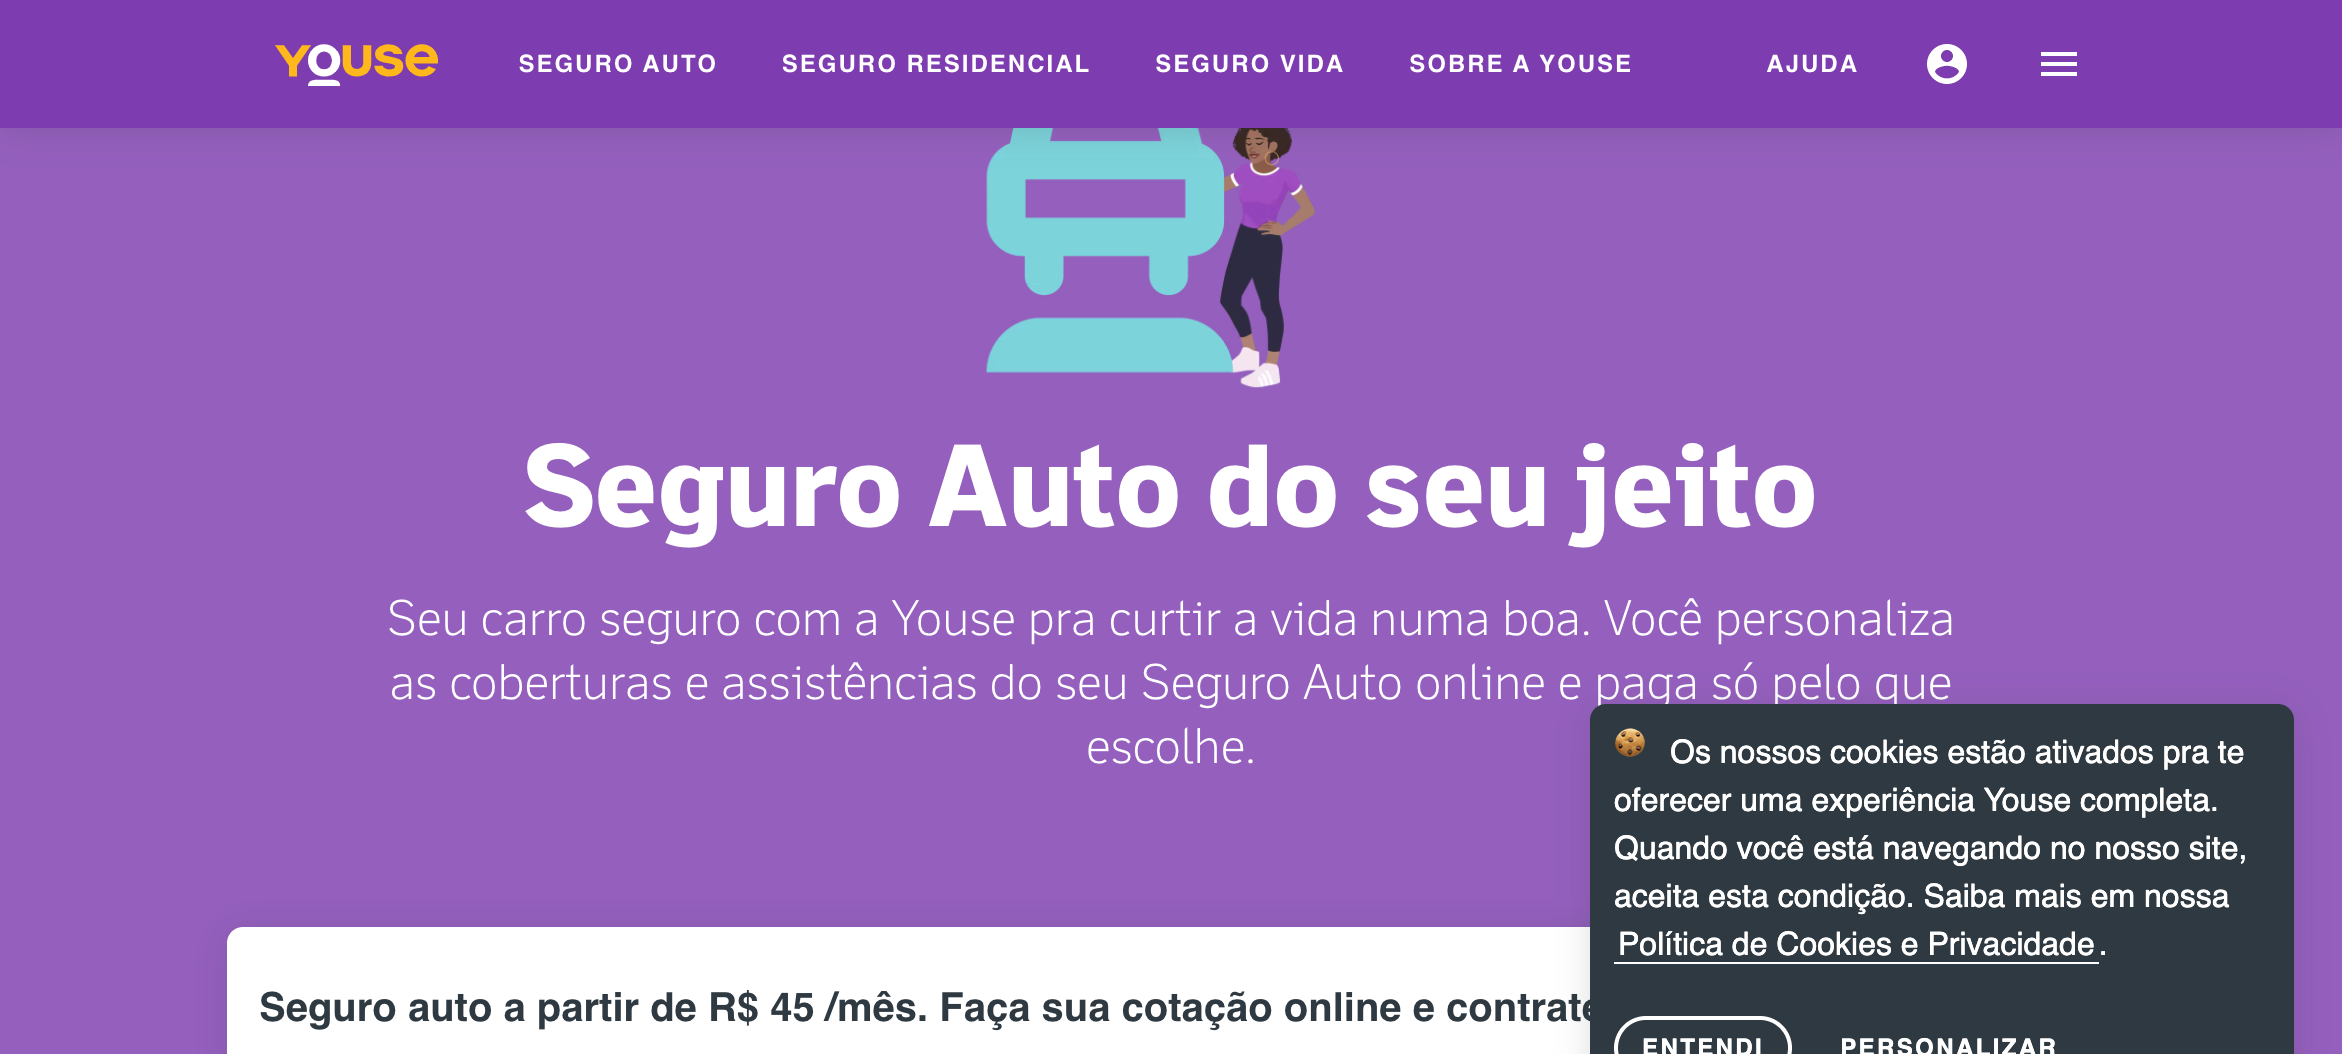 Youse
SEGURO AUTO
SEGURO RESIDENCIAL
SEGURO VIDA
SOBRE A YOUSE
AJUDA
Seguro Auto do seu jeito
Seu carro seguro com a Youse pra curtir a vida numa boa. Você personaliza
as coberturas e assistências do seu Seguro Auto online e paga só pelo que
escolhe.
Seguro auto a partir de R$ 45 /mês. Faça sua cotação online e contrate
Os nossos cookies estão ativados pra te
oferecer uma experiência Youse completa.
Quando você está navegando no nosso site,
aceita esta condição. Saiba mais em nossa
Política de Cookies e Privacidade.
ENTENDI
PERSONALIZAR